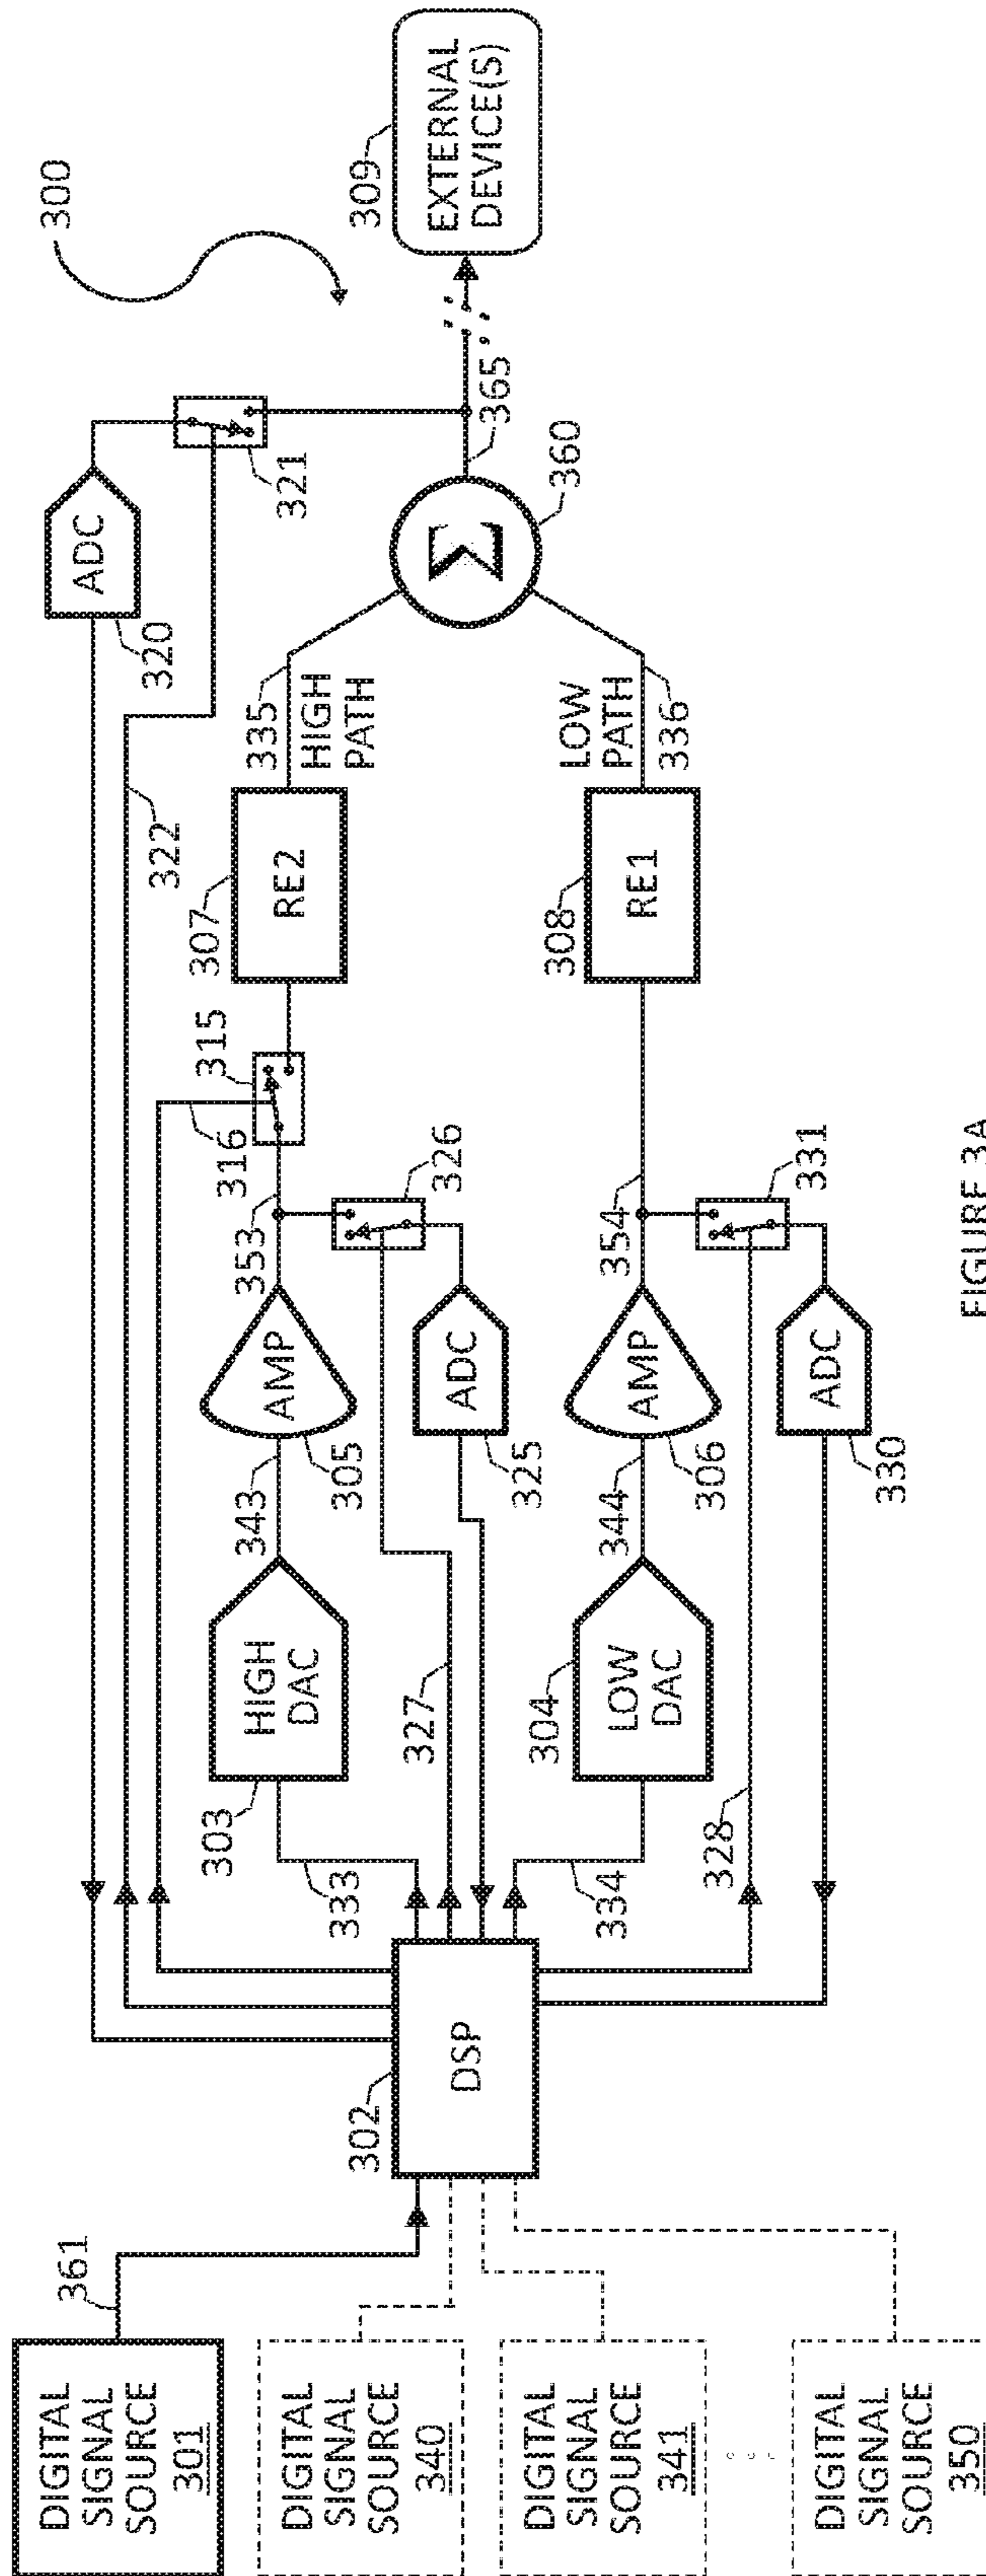 300
361
DIGITAL
SIGNAL
SOURCE
301
DIGITAL
SIGNAL
SOURCE
340
DIGITAL
SIGNAL
SOURCE
341
DIGITAL
SIGNAL
SOURCE
350
302
DSP
333
334
327
328
303
HIGH
DAC
304
LOW
DAC
343
344
AMP
305
AMP
306
353
354
ADC
325
ADC
330
316
315
326
331
307
RE2
308
RE1
322
335
HIGH
PATH
LOW
PATH
336
ADC
320
321
Σ
360
365
309
EXTERNAL
DEVICE(S)
FIGURE 3A